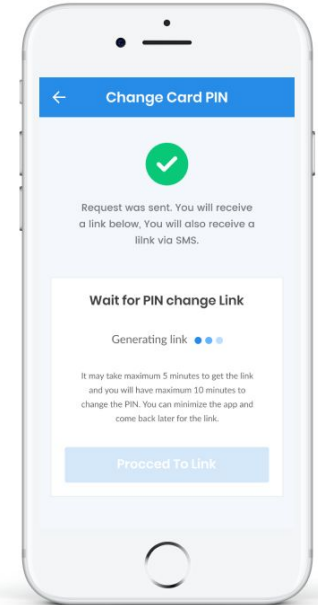 Change Card PIN
Request was sent. You will receive
a link below, You will also receive a
lilnk via SMS.
Wait for PIN change Link
Generating link
It may take maximum 5 minutes to get the link
and you will have maximum 10 minutes to
change the PIN. You can minimize the app and
come back later for the link.
Procced To Link